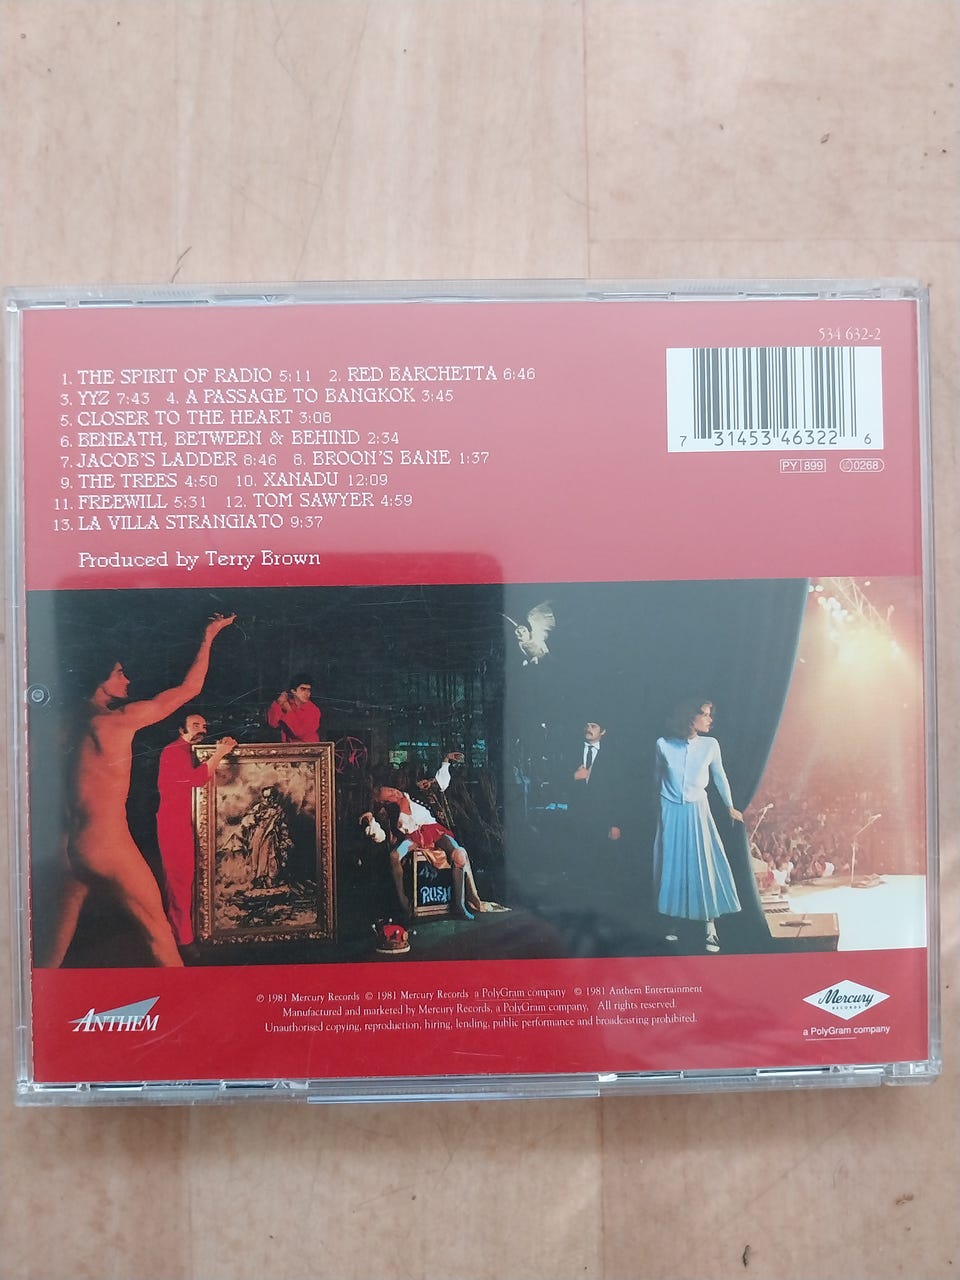 534 632-2
1. THE SPIRIT OF RADIO 5:11 2. RED BARCHETTA 6:46
3. YYZ 7:43 4. A PASSAGE TO BANGKOK 3:45
5. CLOSER TO THE HEART 3:08
6. BENEATH, BETWEEN & BEHIND 2:34
7. JACOB'S LADDER 8:46 8. BROON'S BANE 1:37
9. THE TREES 4:50 10. XANADU 12:09
11. FREEWILL 5:31 12. TOM SAWYER 4:59
13. LA VILLA STRANGIATO 9:37
Produced by Terry Brown
7 31453 46322 6
PY 899 LC 0268
RUSH
ANTHEM
℗ 1981 Mercury Records © 1981 Mercury Records a PolyGram company © 1981 Anthem Entertainment
Manufactured and marketed by Mercury Records, a PolyGram company. All rights reserved.
Unauthorised copying, reproduction, hiring, lending, public performance and broadcasting prohibited.
Mercury
RECORDS
a PolyGram company